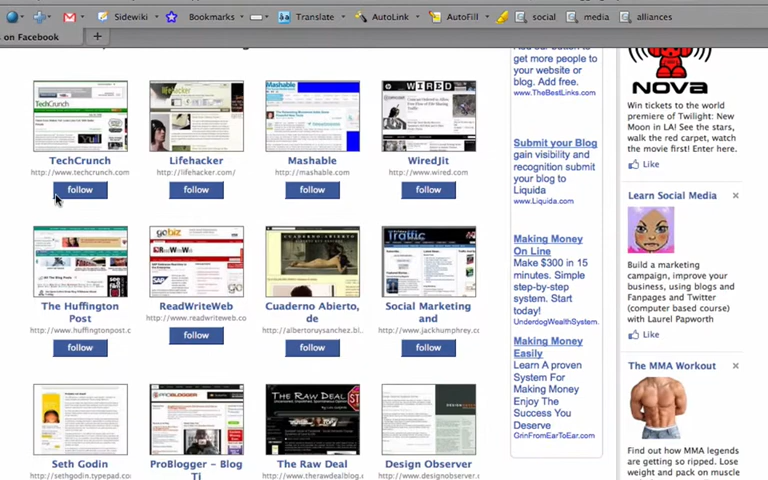 Sidewiki
Bookmarks
Translate
AutoLink
AutoFill
social
media
alliances
on Facebook
TechCrunch
http://www.techcrunch.com
follow
Lifehacker
http://lifehacker.com/
follow
Mashable
http://mashable.com
follow
WiredJit
http://www.wired.com
follow
The Huffington
Post
http://www.huffingtonpost.c
follow
ReadWriteWeb
http://www.readwriteweb.co
follow
Cuaderno Abierto,
de
http://albertoruysanchez.bl.
follow
Social Marketing
and
http://www.jackhumphrey.cc
follow
Seth Godin
http://sethgodin.typepad.com
ProBlogger - Blog
Ti
The Raw Deal
http://www.therawdealblog.
Design Observer
get more people to
your website or
blog. Add free.
www.TheBestLinks.com
Submit your Blog
gain visibility and
recognition submit
your blog to
Liquida
www.Liquida.com
Making Money
On Line
Make $300 in 15
minutes. Simple
step-by-step
system. Start
today!
UnderdogWealthSystem.
Making Money
Easily
Learn A proven
System For
Making Money
Enjoy The
Success You
Deserve
GrinFromEarToEar.com
NOVA
Win tickets to the world
premiere of Twilight: New
Moon in LA! See the stars,
walk the red carpet, watch
the movie first! Enter here.
Like
Learn Social Media
Build a marketing
campaign, improve your
business, using blogs and
Fanpages and Twitter
(computer based course)
with Laurel Papworth
Like
The MMA Workout
Find out how MMA legends
are getting so ripped. Lose
weight and pack on muscle